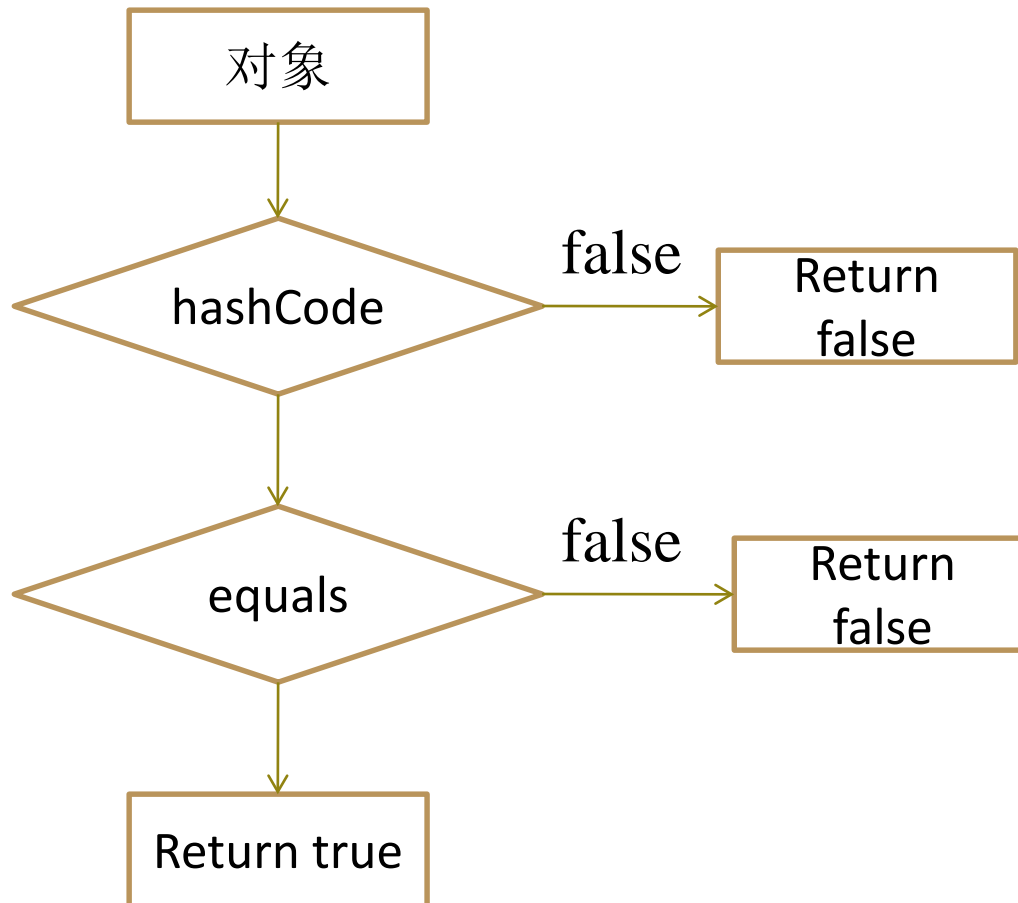 对象
hashCode
false
Return
false
equals
false
Return
false
Return true